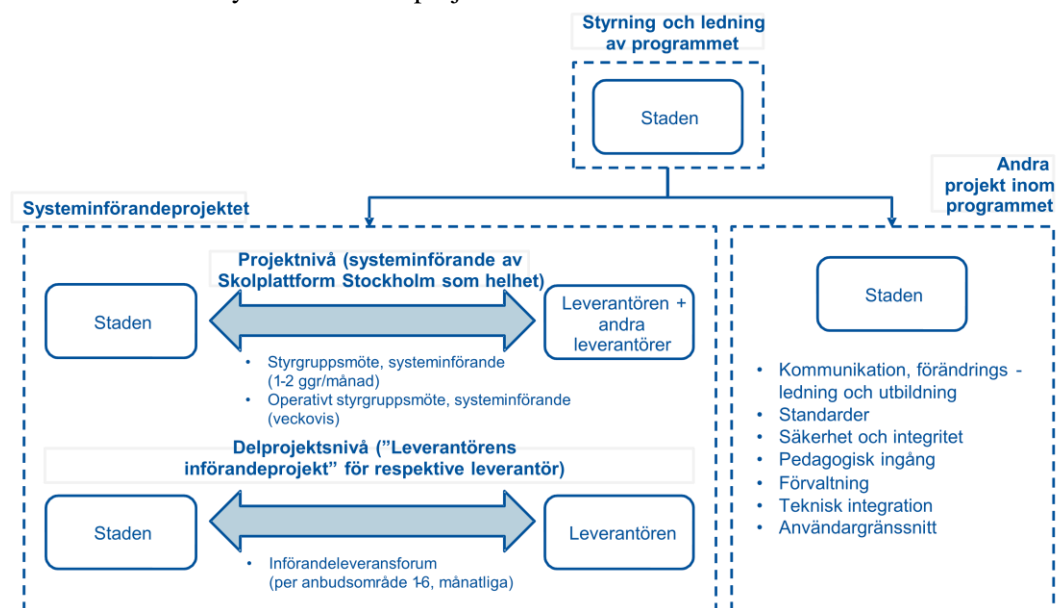 Styrning och ledning
av programmet
Staden
Andra
projekt inom
programmet
Systeminförandeprojektet
Projektnivå (systeminförande av
Skolplattform Stockholm som helhet)
Staden
Leverantören +
andra
leverantörer
• Styrgruppsmöte, systeminförande
(1-2 ggr/månad)
• Operativt styrgruppsmöte, systeminförande
(veckovis)
Delprojektsnivå ("Leverantörens
införandeprojekt" för respektive leverantör)
Staden
Leverantören
• Införandeleveransforum
(per anbudsområde 1-6, månatliga)
Staden
• Kommunikation, förändrings -
ledning och utbildning
• Standarder
• Säkerhet och integritet
• Pedagogisk ingång
• Förvaltning
• Teknisk integration
• Användargränssnitt